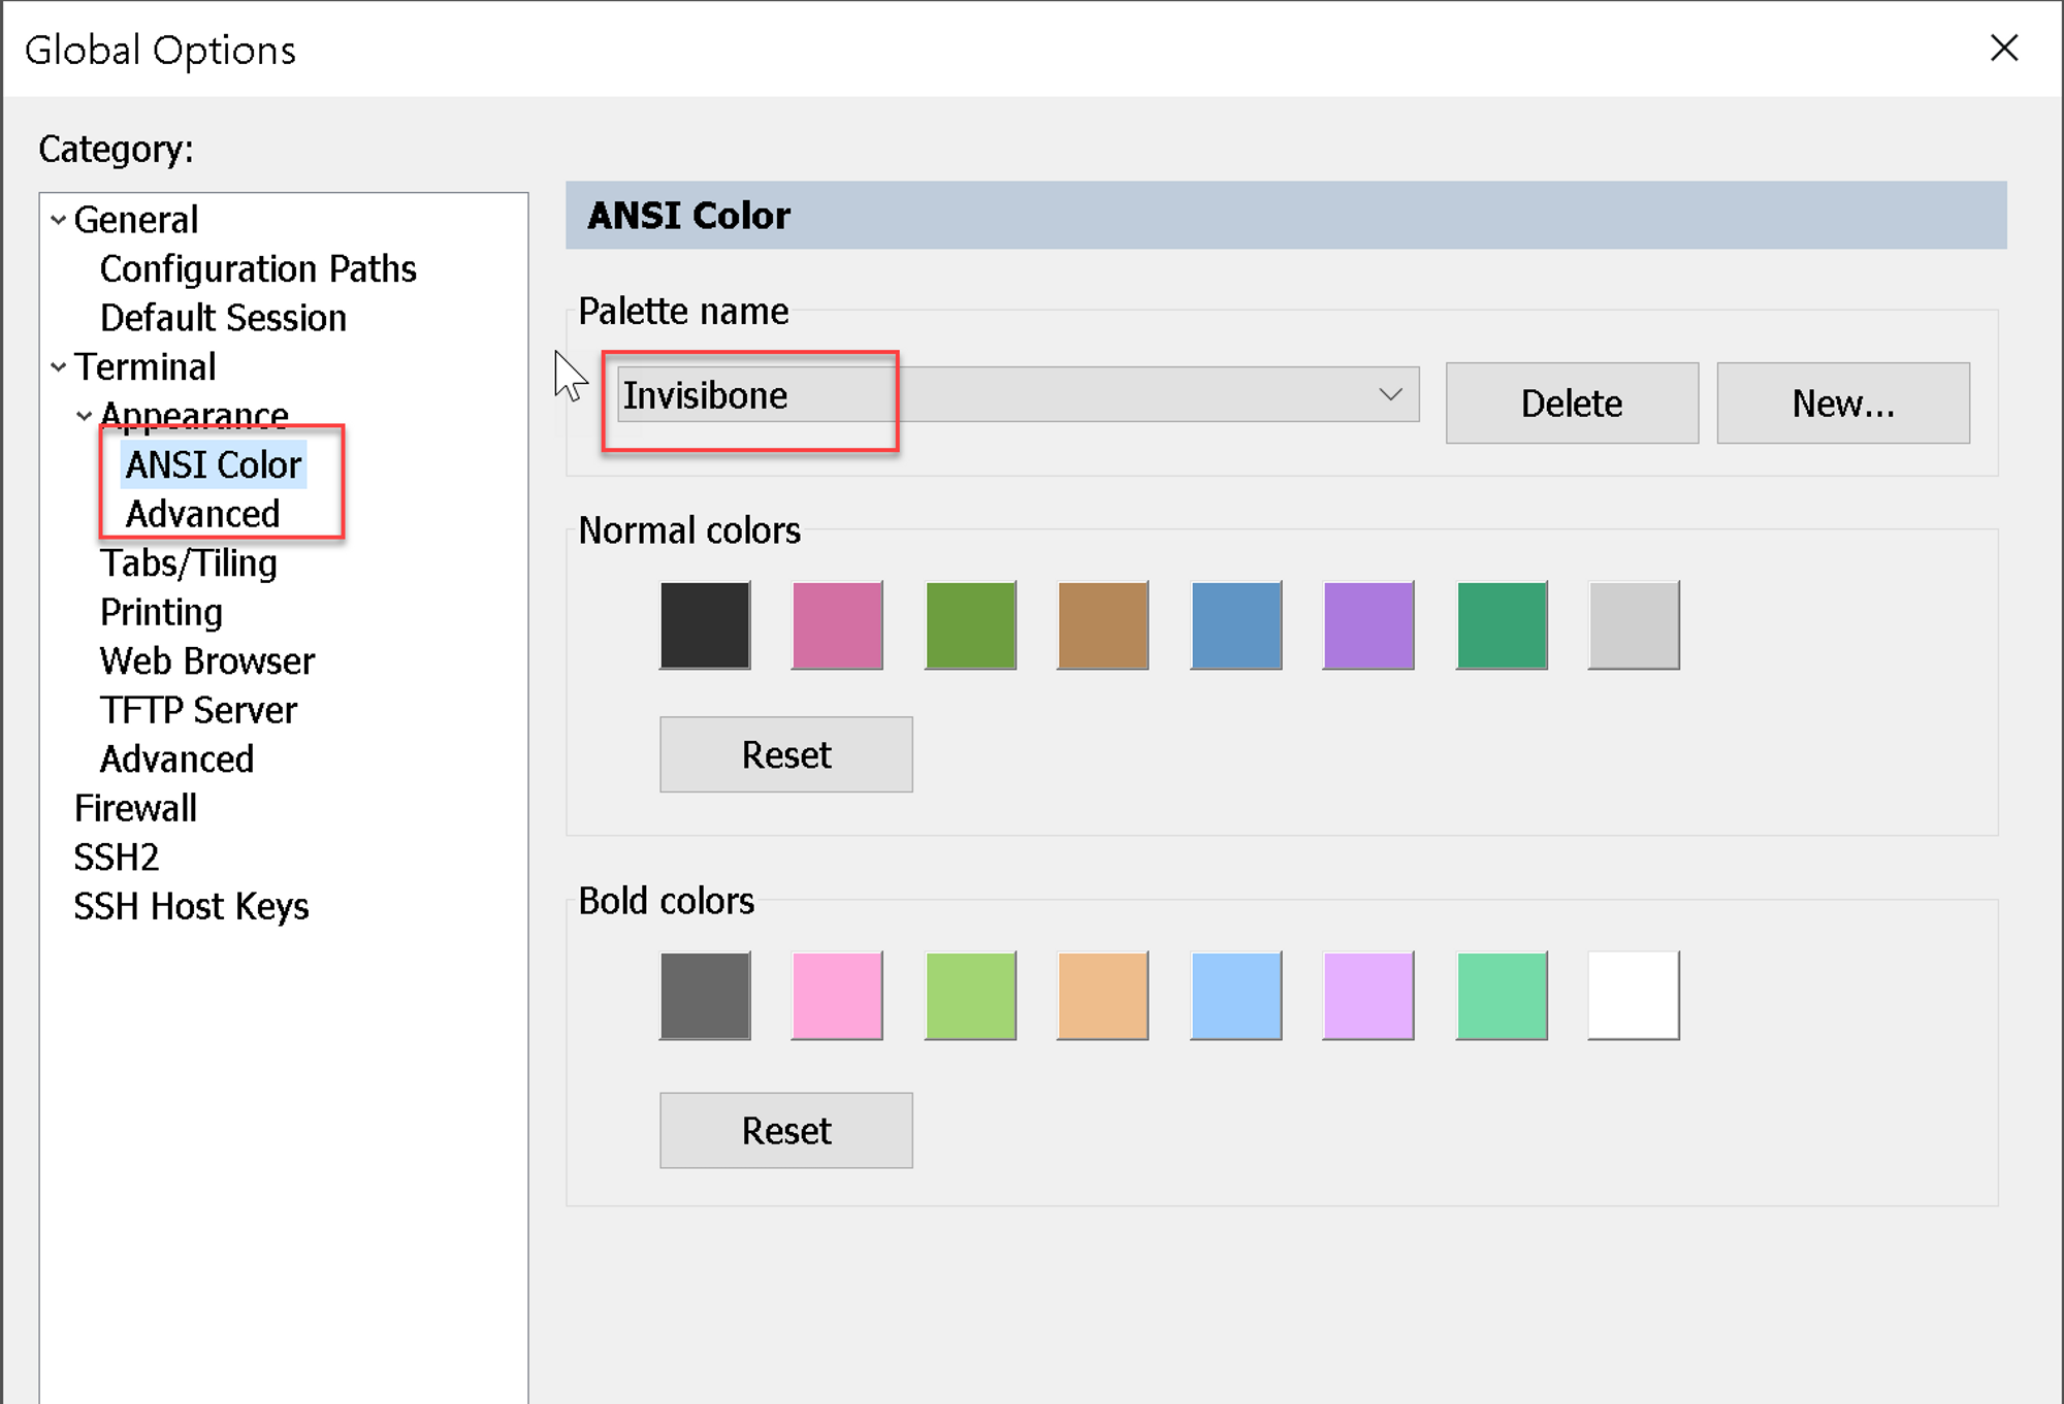 Global Options
Category:
General
Configuration Paths
Default Session
Terminal
Appearance
ANSI Color
Advanced
Tabs/Tiling
Printing
Web Browser
TFTP Server
Advanced
Firewall
SSH2
SSH Host Keys
ANSI Color
Palette name
Invisibone
Delete
New...
Normal colors
Reset
Bold colors
Reset